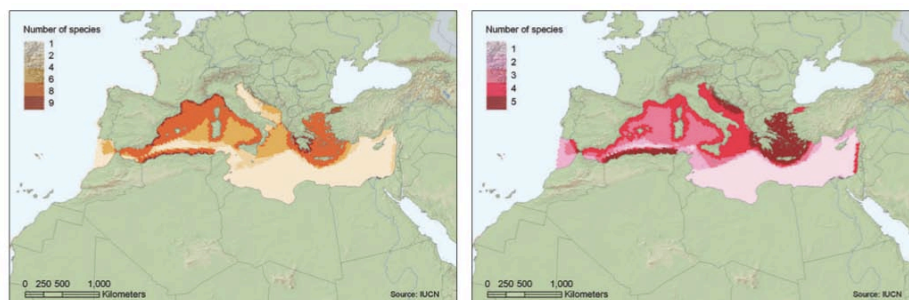 Number of species
1
2
4
6
8
9
0 250 500 1,000
Kilometers
Source: IUCN
Number of species
1
2
3
4
5
0 250 500 1,000
Kilometers
Source: IUCN